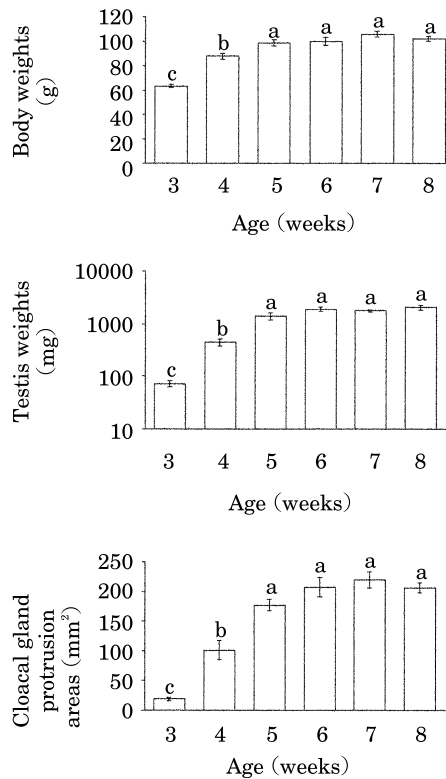 Body weights
(g)
120
100
80
60
40
20
0
c
b
a
a
a
a
3 4 5 6 7 8
Age (weeks)
Testis weights
(mg)
10000
1000
100
10
c
b
a
a
a
a
3 4 5 6 7 8
Age (weeks)
Cloacal gland
protrusion
areas (mm²)
250
200
150
100
50
0
c
b
a
a
a
a
3 4 5 6 7 8
Age (weeks)